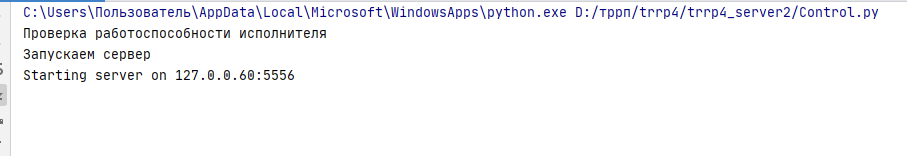 C:\Users\Пользователь\AppData\Local\Microsoft\WindowsApps\python.exe D:/трпп/trrp4/trrp4_server2/Control.py
Проверка работоспособности исполнителя
Запускаем сервер
Starting server on 127.0.0.60:5556